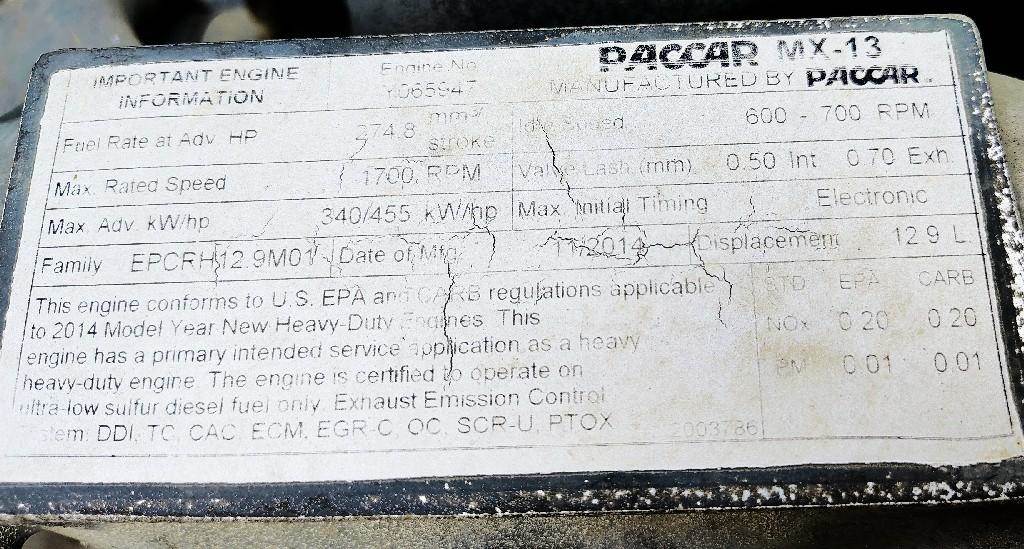 IMPORTANT ENGINE INFORMATION
Engine No. Y065947
PACCAR MX-13
MANUFACTURED BY PACCAR
Fuel Rate at Adv. HP 274.8 mm³ stroke
Idle Speed 600 - 700 RPM
Max. Rated Speed 1700 RPM
Valve Lash (mm) 0.50 Int. 0.70 Exh.
Max. Adv. kW/hp 340/455 kW/hp
Max. Initial Timing Electronic
Family EPCRH12.9M01
Date of Mfg 11/2014
Displacement 12.9 L
This engine conforms to U.S. EPA and CARB regulations applicable
to 2014 Model Year New Heavy-Duty Engines. This
engine has a primary intended service application as a heavy
heavy-duty engine. The engine is certified to operate on
ultra-low sulfur diesel fuel only. Exhaust Emission Control
System: DDI, TC, CAC, ECM, EGR-C, OC, SCR-U, PTOX
2003786
STD EPA CARB
NOx 0.20 0.20
PM 0.01 0.01